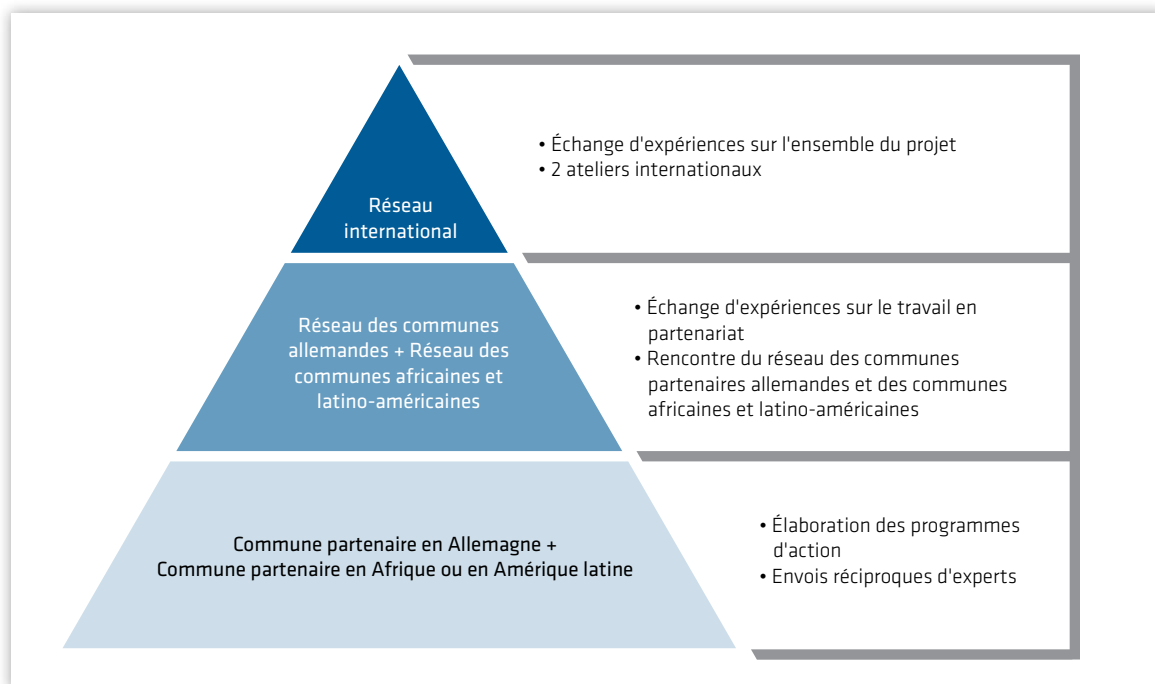 Réseau
international
• Échange d'expériences sur l'ensemble du projet
• 2 ateliers internationaux
Réseau des communes
allemandes + Réseau des
communes africaines et
latino-américaines
• Échange d'expériences sur le travail en
partenariat
• Rencontre du réseau des communes
partenaires allemandes et des communes
africaines et latino-américaines
Commune partenaire en Allemagne +
Commune partenaire en Afrique ou en Amérique latine
• Élaboration des programmes
d'action
• Envois réciproques d'experts